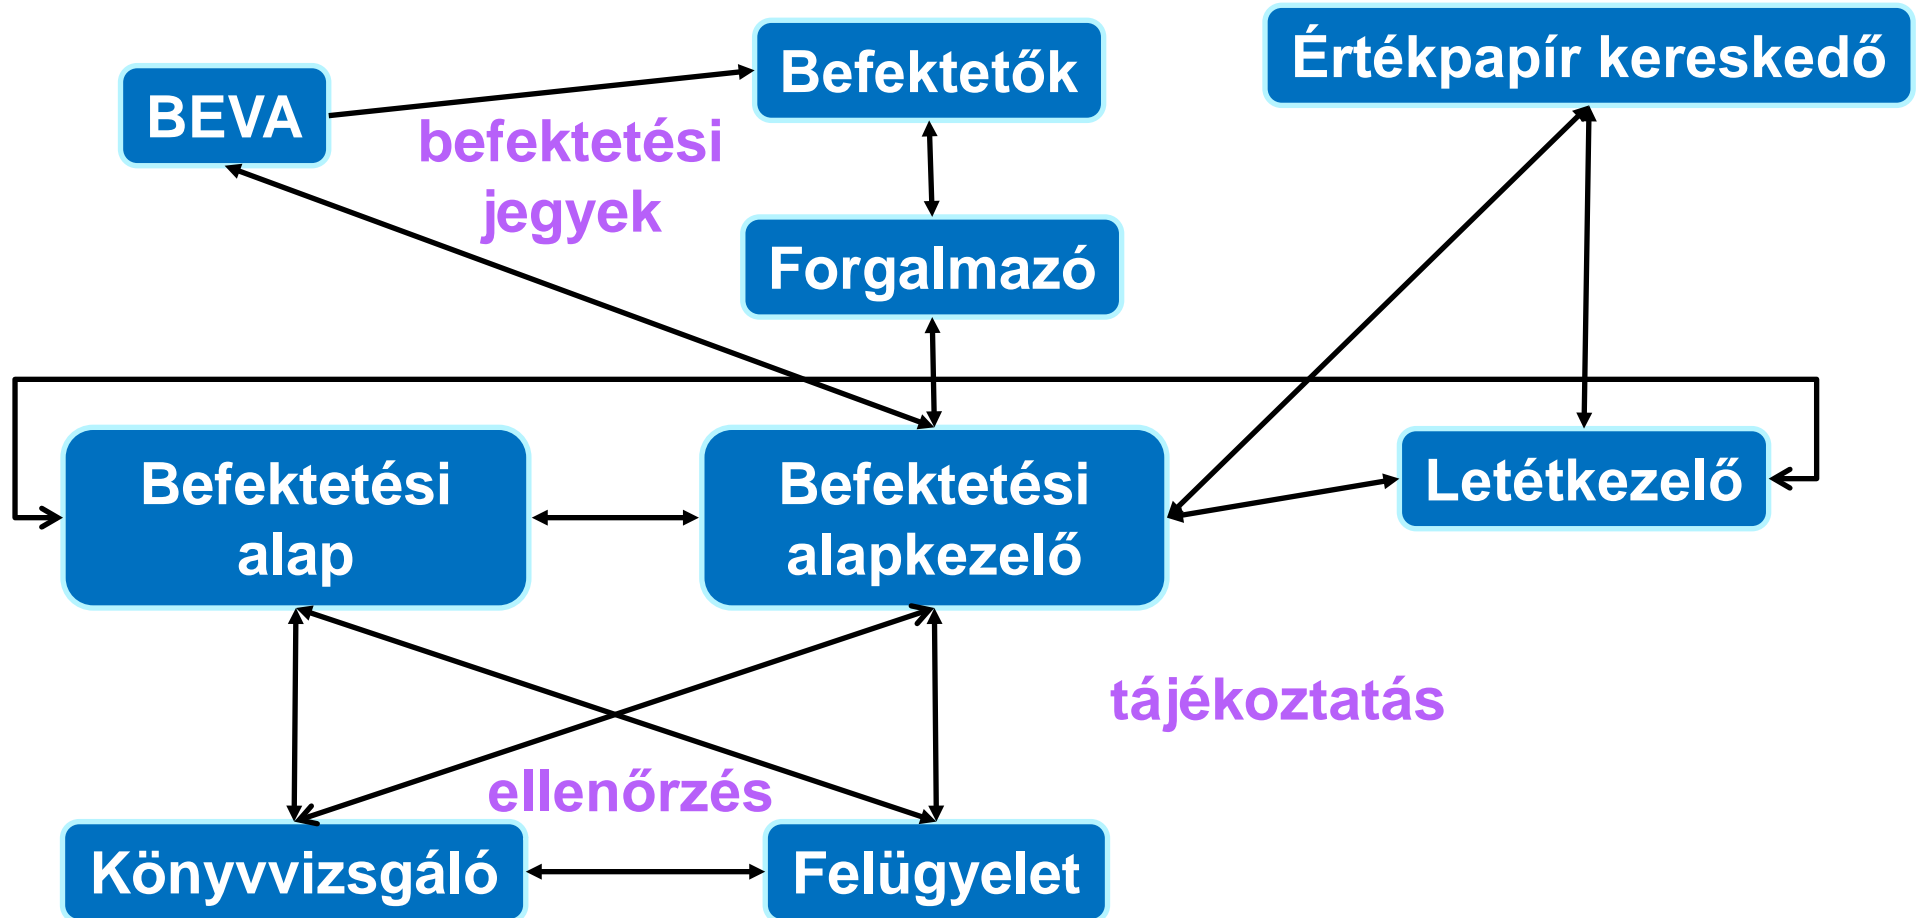 Befektetők
Értékpapír kereskedő
BEVA
befektetési
jegyek
Forgalmazó
Befektetési
alap
Befektetési
alapkezelő
Letétkezelő
tájékoztatás
ellenőrzés
Könyvvizsgáló
Felügyelet